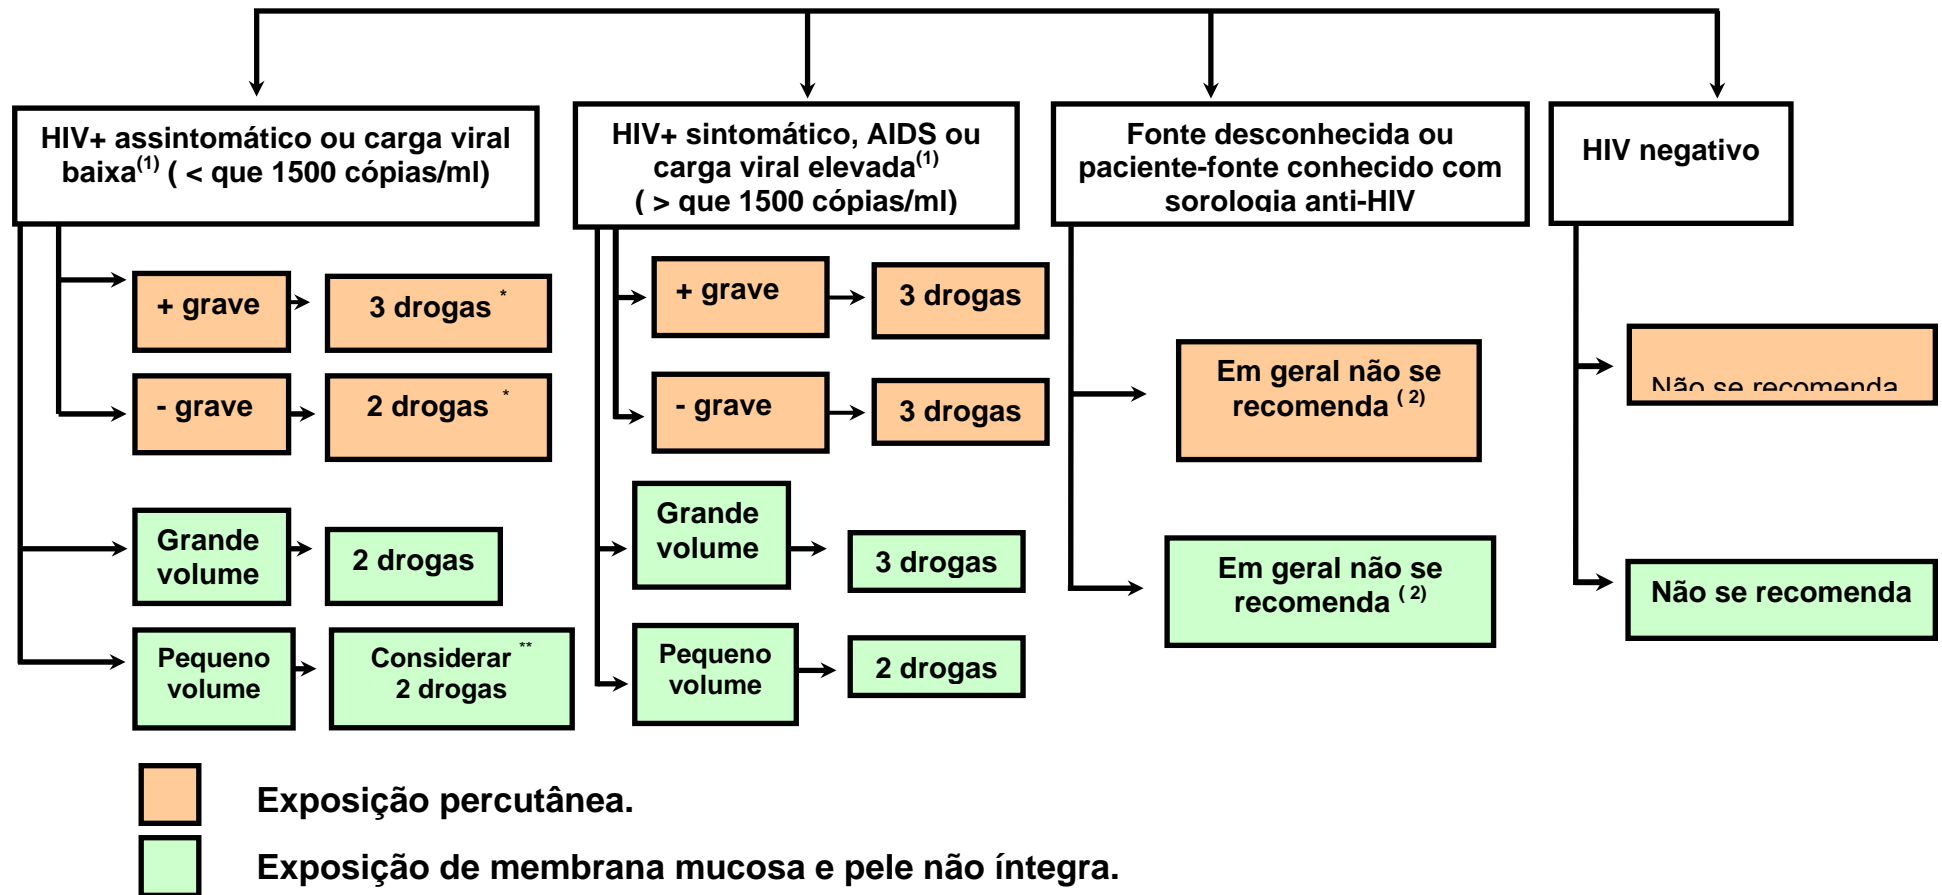 HIV+ assintomático ou carga viral
baixa(1) ( < que 1500 cópias/ml)
HIV+ sintomático, AIDS ou
carga viral elevada(1)
( > que 1500 cópias/ml)
Fonte desconhecida ou
paciente-fonte conhecido com
sorologia anti-HIV
HIV negativo
+ grave
3 drogas *
- grave
2 drogas *
Grande
volume
2 drogas
Pequeno
volume
Considerar **
2 drogas
+ grave
3 drogas
- grave
3 drogas
Grande
volume
3 drogas
Pequeno
volume
2 drogas
Em geral não se
recomenda ( 2)
Em geral não se
recomenda ( 2)
Não se recomenda
Não se recomenda
Exposição percutânea.
Exposição de membrana mucosa e pele não íntegra.